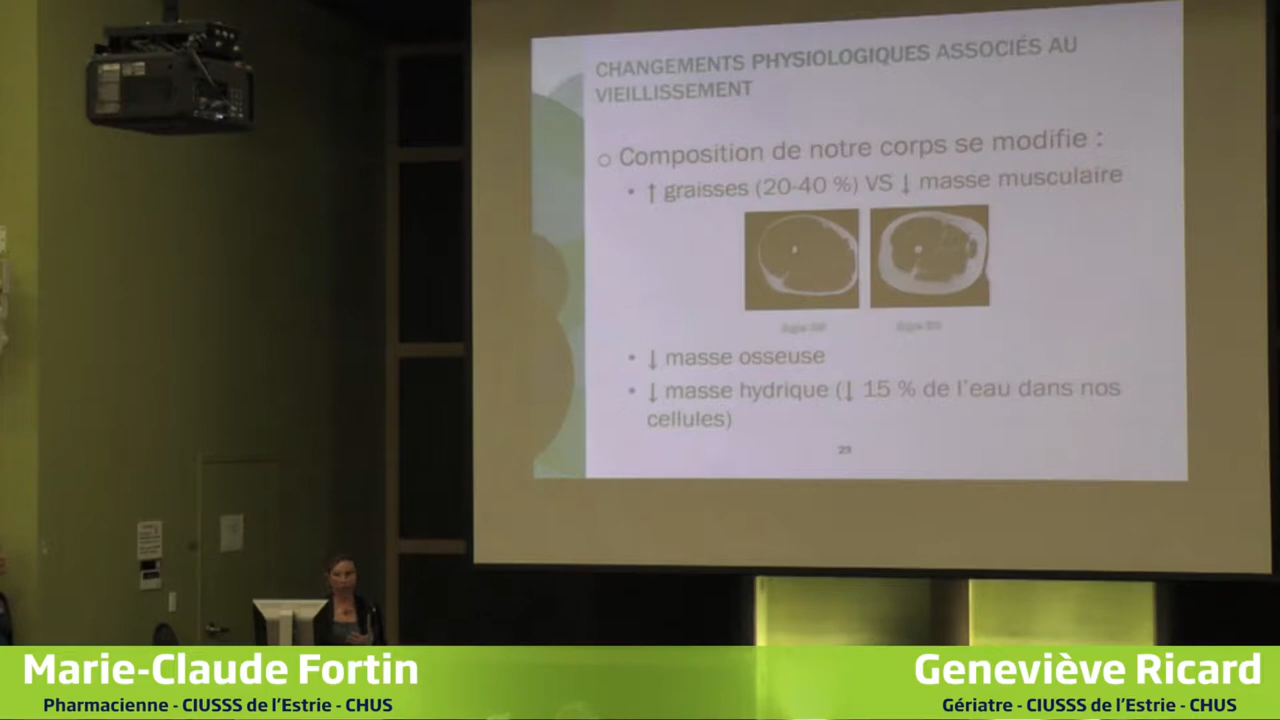 CHANGEMENTS PHYSIOLOGIQUES ASSOCIÉS AU
VIEILLISSEMENT
o Composition de notre corps se modifie :
• ↑ graisses (20-40 %) VS ↓ masse musculaire
• ↓ masse osseuse
• ↓ masse hydrique (↓ 15 % de l'eau dans nos
cellules)
23
Marie-Claude Fortin
Pharmacienne - CIUSSS de l'Estrie - CHUS
Geneviève Ricard
Gériatre - CIUSSS de l'Estrie - CHUS